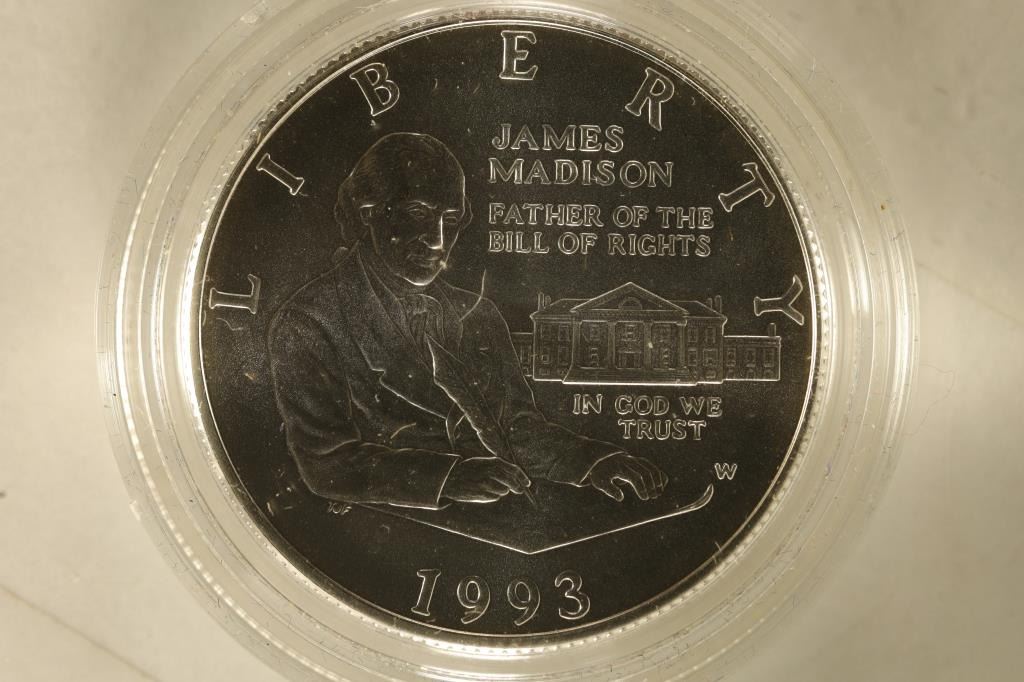 LIBERTY
JAMES
MADISON
FATHER OF THE
BILL OF RIGHTS
IN GOD WE
TRUST
W
1993